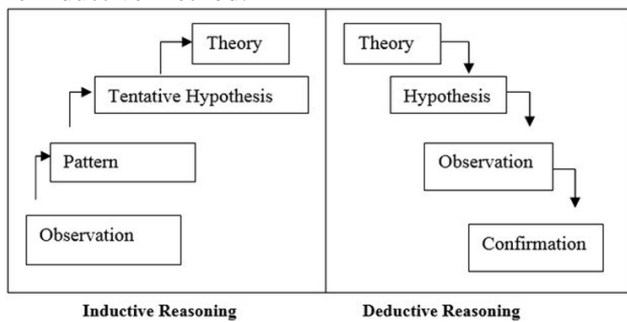 Theory
Tentative Hypothesis
Pattern
Observation
Theory
Hypothesis
Observation
Confirmation
Inductive Reasoning
Deductive Reasoning